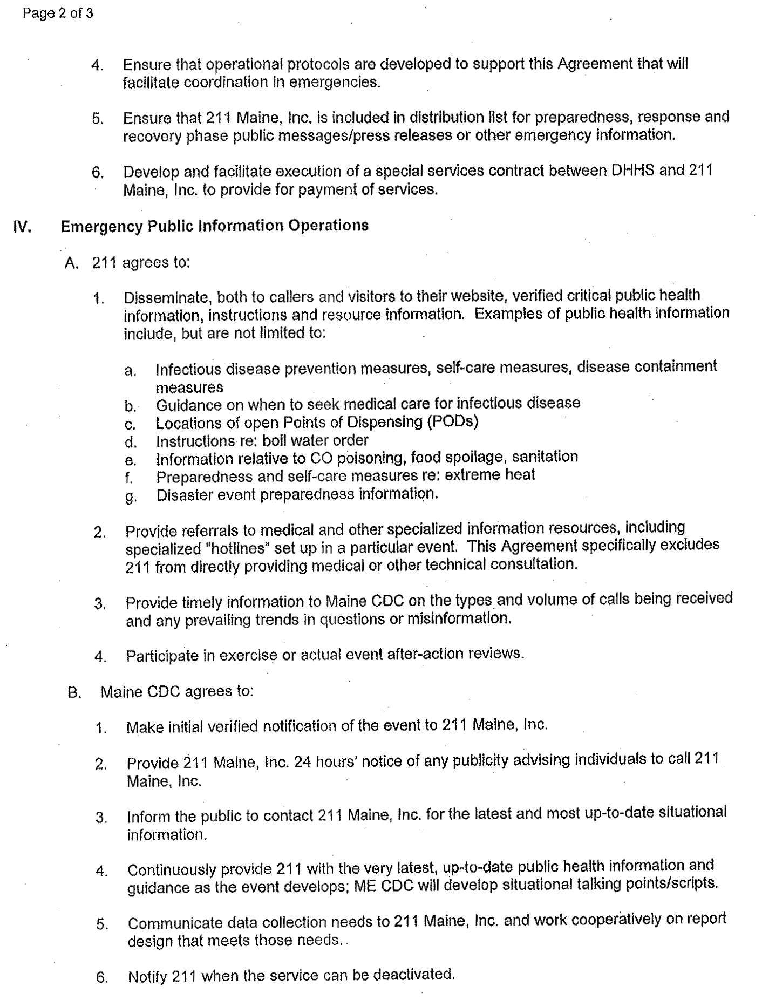 Page 2 of 3
4. Ensure that operational protocols are developed to support this Agreement that will
facilitate coordination in emergencies.
5. Ensure that 211 Maine, Inc. is included in distribution list for preparedness, response and
recovery phase public messages/press releases or other emergency information.
6. Develop and facilitate execution of a special services contract between DHHS and 211
Maine, Inc. to provide for payment of services.
IV. Emergency Public Information Operations
A. 211 agrees to:
1. Disseminate, both to callers and visitors to their website, verified critical public health
information, instructions and resource information. Examples of public health information
include, but are not limited to:
a. Infectious disease prevention measures, self-care measures, disease containment
measures
b. Guidance on when to seek medical care for infectious disease
c. Locations of open Points of Dispensing (PODs)
d. Instructions re: boil water order
e. Information relative to CO poisoning, food spoilage, sanitation
f. Preparedness and self-care measures re: extreme heat
g. Disaster event preparedness information.
2. Provide referrals to medical and other specialized information resources, including
specialized "hotlines" set up in a particular event. This Agreement specifically excludes
211 from directly providing medical or other technical consultation.
3. Provide timely information to Maine CDC on the types and volume of calls being received
and any prevailing trends in questions or misinformation.
4. Participate in exercise or actual event after-action reviews.
B. Maine CDC agrees to:
1. Make initial verified notification of the event to 211 Maine, Inc.
2. Provide 211 Maine, Inc. 24 hours' notice of any publicity advising individuals to call 211
Maine, Inc.
3. Inform the public to contact 211 Maine, Inc. for the latest and most up-to-date situational
information.
4. Continuously provide 211 with the very latest, up-to-date public health information and
guidance as the event develops; ME CDC will develop situational talking points/scripts.
5. Communicate data collection needs to 211 Maine, Inc. and work cooperatively on report
design that meets those needs.
6. Notify 211 when the service can be deactivated.